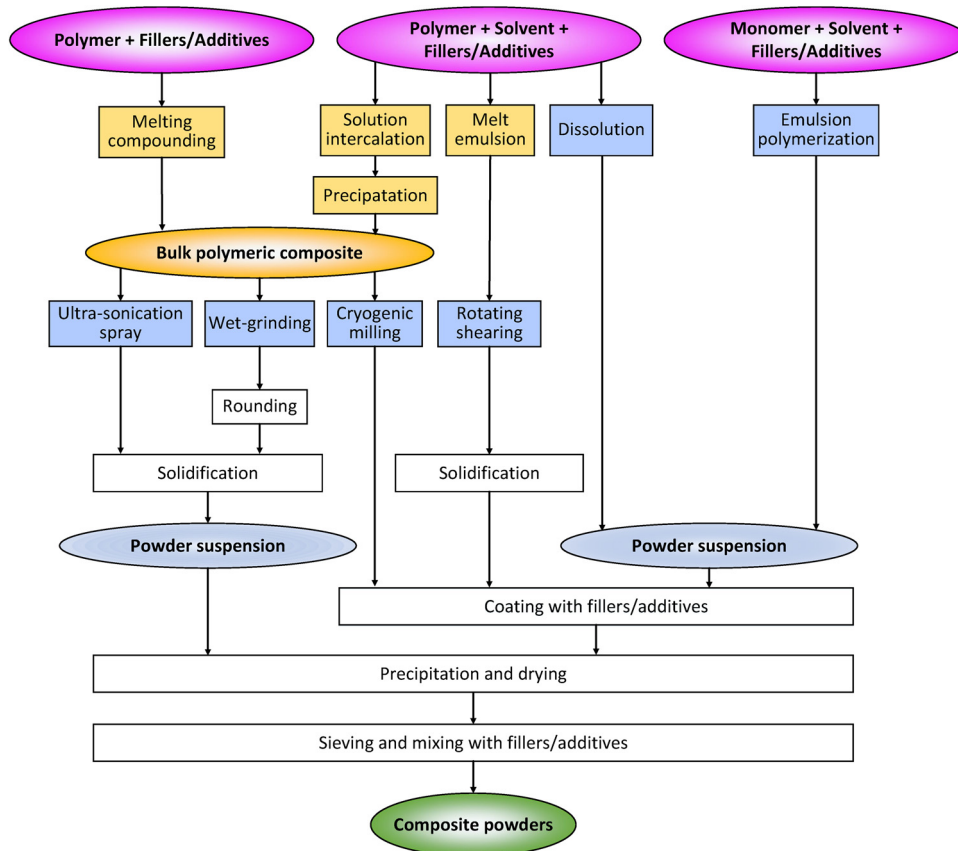 Polymer + Fillers/Additives
Polymer + Solvent +
Fillers/Additives
Monomer + Solvent +
Fillers/Additives
Melting
compounding
Solution
intercalation
Melt
emulsion
Dissolution
Emulsion
polymerization
Precipatation
Bulk polymeric composite
Ultra-sonication
spray
Wet-grinding
Cryogenic
milling
Rotating
shearing
Rounding
Solidification
Solidification
Powder suspension
Powder suspension
Coating with fillers/additives
Precipitation and drying
Sieving and mixing with fillers/additives
Composite powders